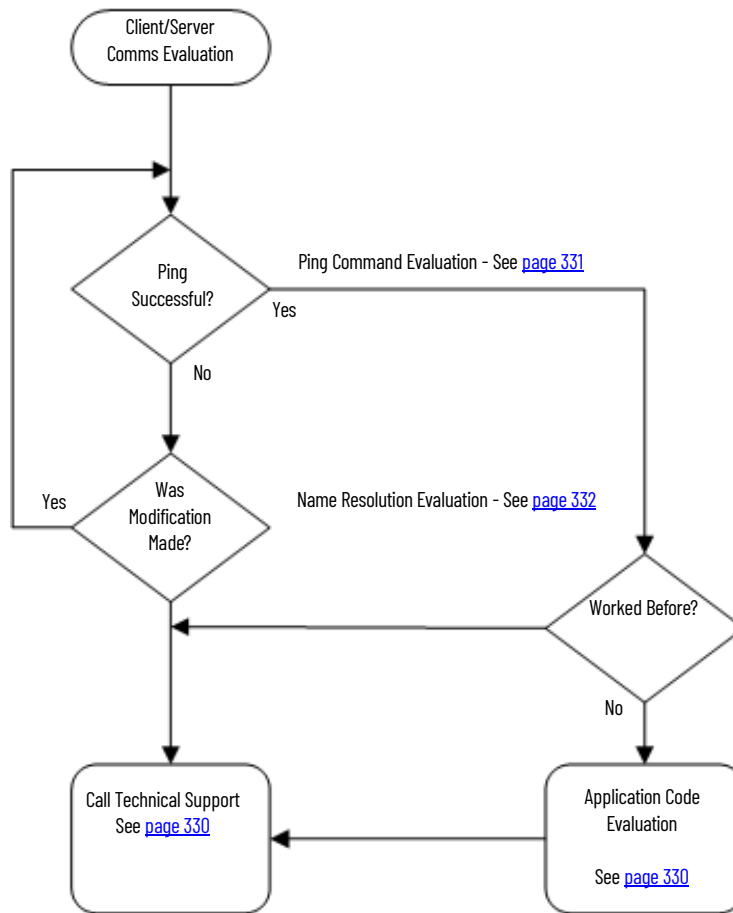 Client/Server
Comms Evaluation
Ping
Successful?
Ping Command Evaluation - See page 331
Yes
No
Was
Modification
Made?
Yes
Name Resolution Evaluation - See page 332
Worked Before?
No
Call Technical Support
See page 330
Application Code
Evaluation
See page 330